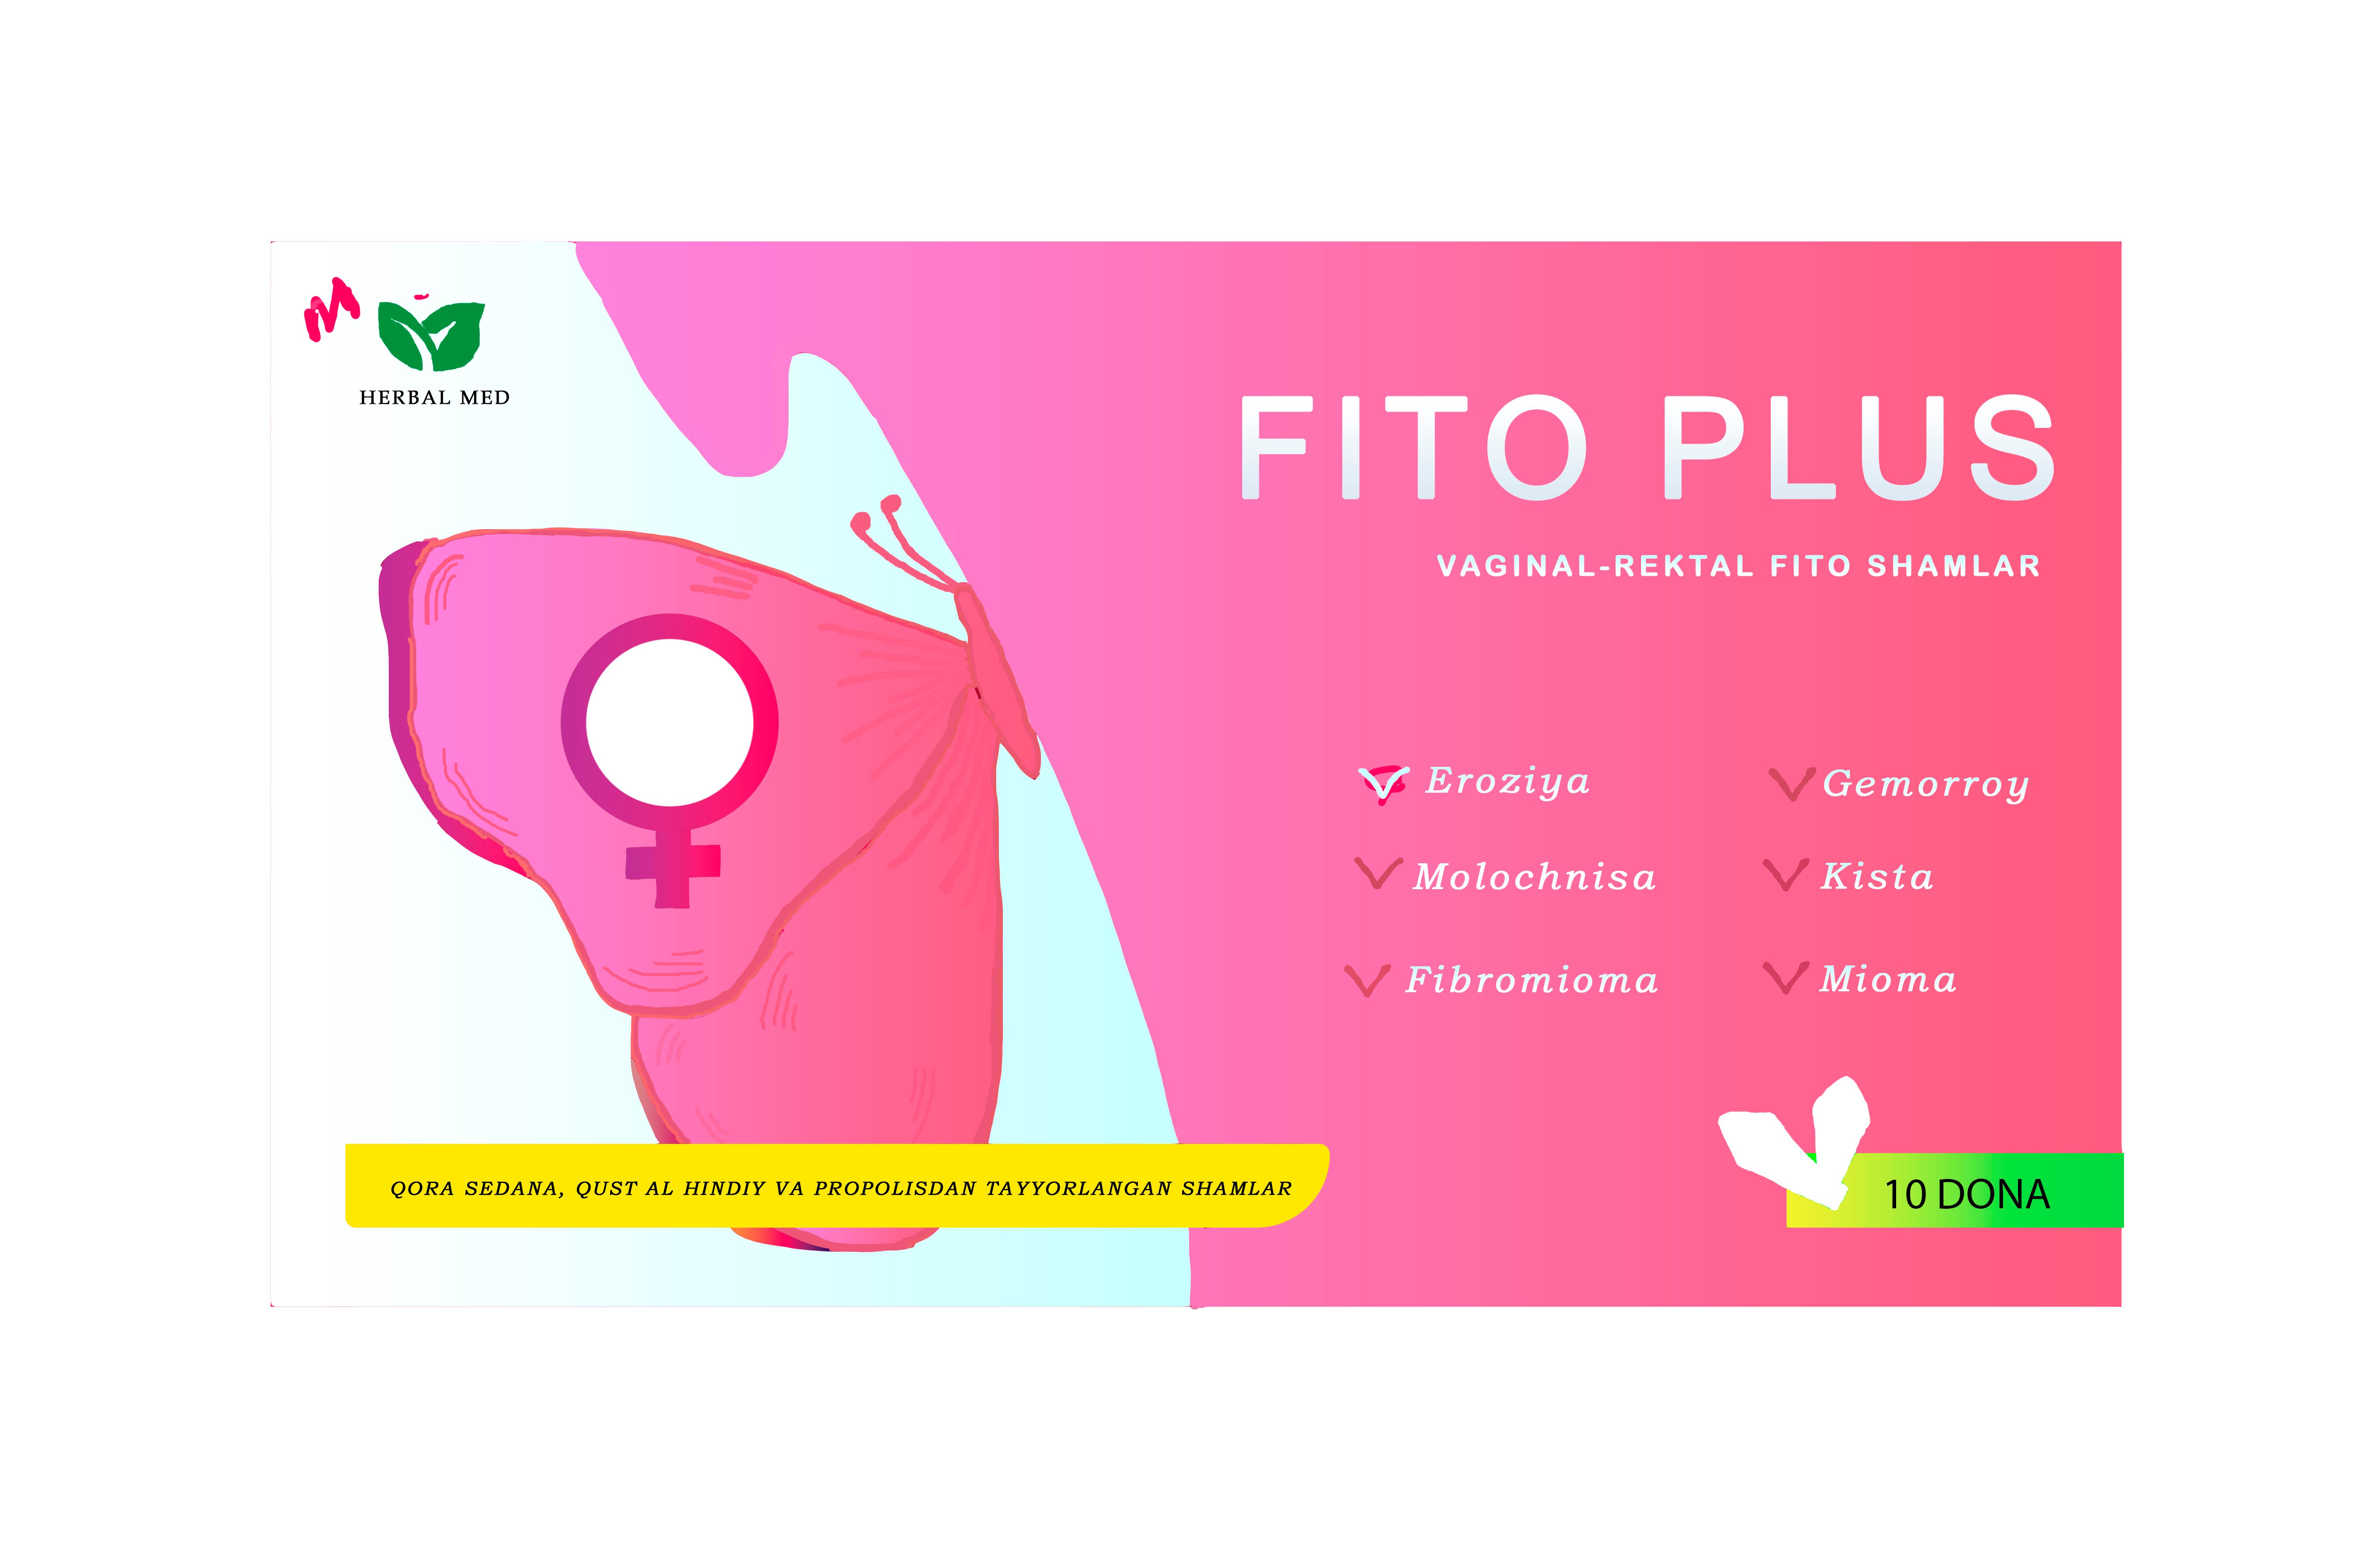 HERBAL MED
FITO PLUS
VAGINAL-REKTAL FITO SHAMLAR
Eroziya
Gemorroy
Molochnisa
Kista
Fibromioma
Mioma
QORA SEDANA, QUST AL HINDIY VA PROPOLISDAN TAYYORLANGAN SHAMLAR
10 DONA